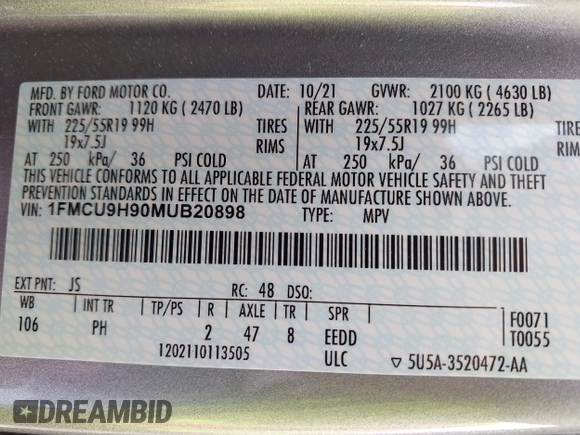 MFD. BY FORD MOTOR CO. DATE: 10/21 GVWR: 2100 KG ( 4630 LB)
FRONT GAWR: 1120 KG ( 2470 LB) REAR GAWR: 1027 KG ( 2265 LB)
WITH 225/55R19 99H TIRES WITH 225/55R19 99H TIRE
19x7.5J RIMS 19x7.5J RIM
AT 250 kPa/ 36 PSI COLD AT 250 kPa/ 36 PSI COL
THIS VEHICLE CONFORMS TO ALL APPLICABLE FEDERAL MOTOR VEHICLE SAFETY AND THEFT
PREVENTION STANDARDS IN EFFECT ON THE DATE OF MANUFACTURE SHOWN ABOVE.
VIN: 1FMCU9H90MUB20898 TYPE: MPV
EXT PNT: JS RC: 48 DSO:
WB INT TR TP/PS R AXLE TR SPR F0071
106 PH 2 47 8 EEDD T0055
1202110113505 ULC ▽ 5U5A-3520472-AA
DREAMBID